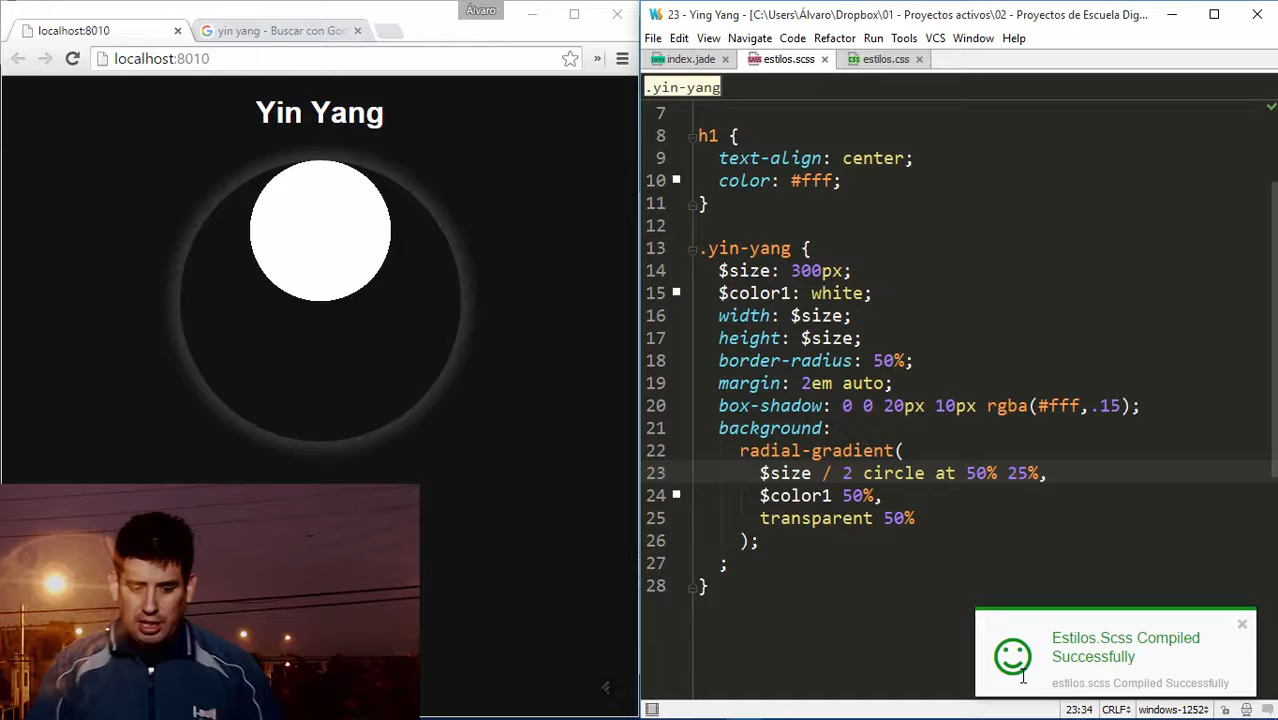 Álvaro
localhost:8010
yin yang - Buscar con Goo
localhost:8010
»
Yin Yang
23 - Ying Yang - [C:\Users\Álvaro\Dropbox\01 - Proyectos activos\02 - Proyectos de Escuela Dig...
File Edit View Navigate Code Refactor Run Tools VCS Window Help
index.jade
estilos.scss
estilos.css
.yin-yang
7
8 h1 {
9 text-align: center;
10 color: #fff;
11 }
12
13 .yin-yang {
14 $size: 300px;
15 $color1: white;
16 width: $size;
17 height: $size;
18 border-radius: 50%;
19 margin: 2em auto;
20 box-shadow: 0 0 20px 10px rgba(#fff,.15);
21 background:
22 radial-gradient(
23 $size / 2 circle at 50% 25%,
24 $color1 50%,
25 transparent 50%
26 );
27 ;
28 }
Estilos.Scss Compiled
Successfully
estilos.scss Compiled Successfully
23:34 CRLF windows-1252